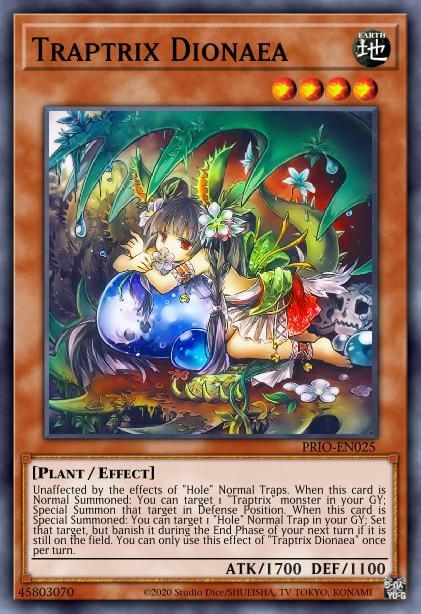 Traptrix Dionaea
EARTH
地
PRIO-EN025
[Plant / Effect]
Unaffected by the effects of "Hole" Normal Traps. When this card is
Normal Summoned: You can target 1 "Traptrix" monster in your GY;
Special Summon that target in Defense Position. When this card is
Special Summoned: You can target 1 "Hole" Normal Trap in your GY; Set
that target, but banish it during the End Phase of your next turn if it is
still on the field. You can only use this effect of "Traptrix Dionaea" once
per turn.
ATK/1700 DEF/1100
45803070
©2020 Studio Dice/SHUEISHA, TV TOKYO, KONAMI